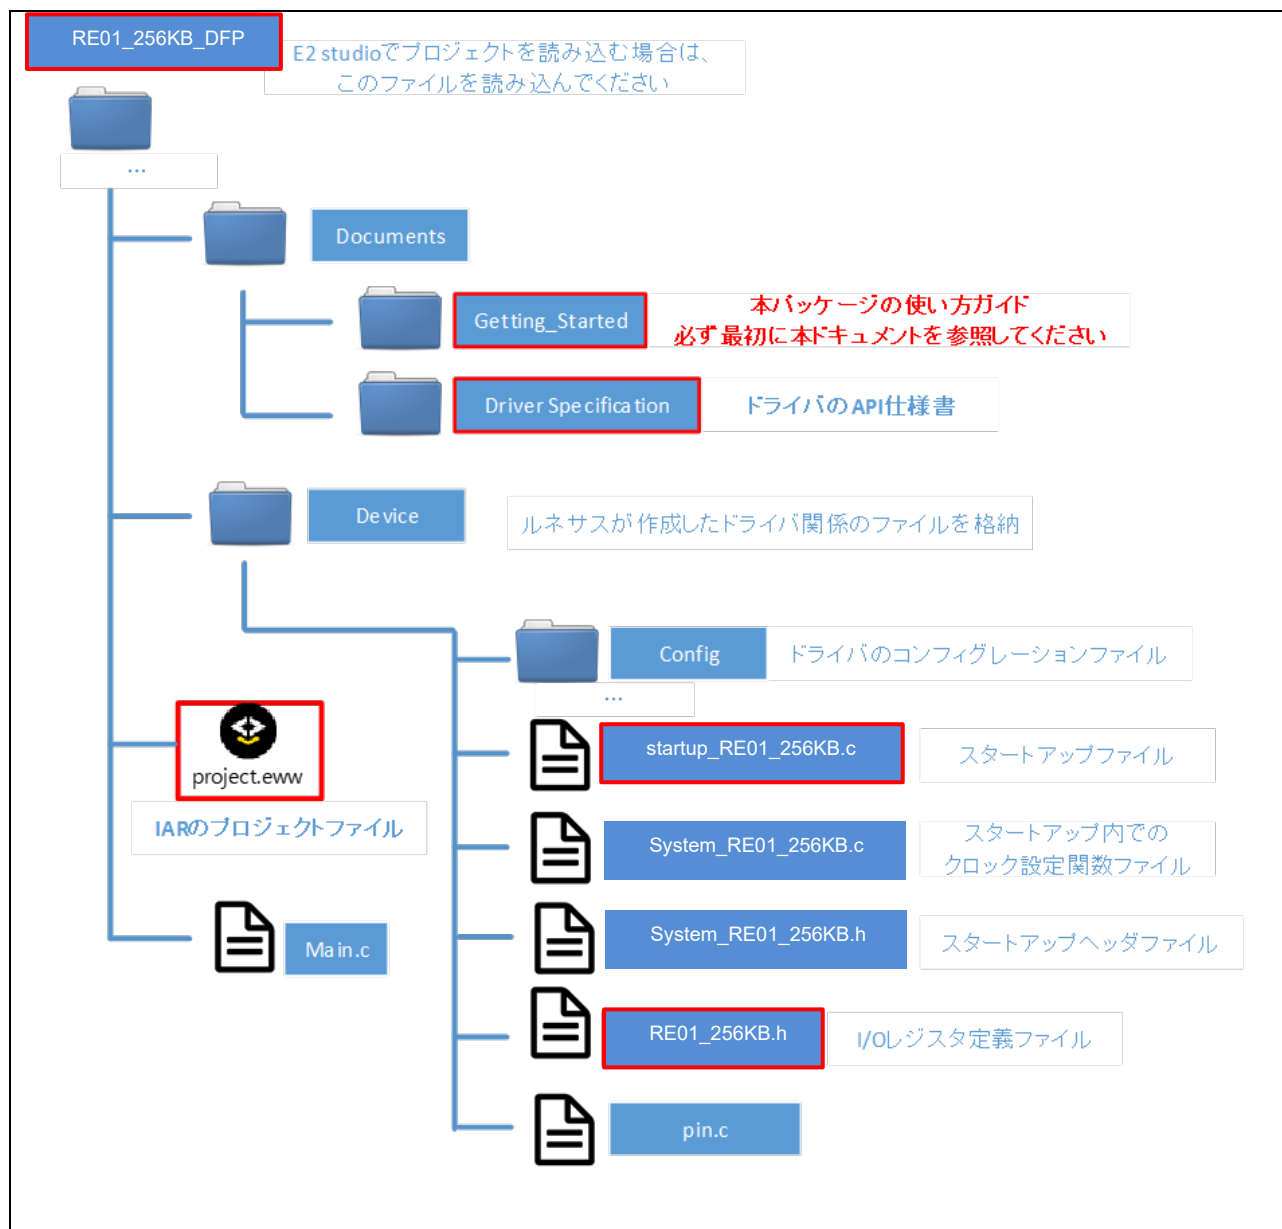 RE01_256KB_DFP
E2 studioでプロジェクトを読み込む場合は、
このファイルを読み込んでください
...
Documents
Getting_Started
本パッケージの使い方ガイド
必ず最初に本ドキュメントを参照してください
Driver Specification
ドライバのAPI仕様書
Device
ルネサスが作成したドライバ関係のファイルを格納
Config
ドライバのコンフィグレーションファイル
...
startup_RE01_256KB.c
スタートアップファイル
project.eww
IARのプロジェクトファイル
System_RE01_256KB.c
スタートアップ内での
クロック設定関数ファイル
System_RE01_256KB.h
スタートアップヘッダファイル
Main.c
RE01_256KB.h
I/Oレジスタ定義ファイル
pin.c